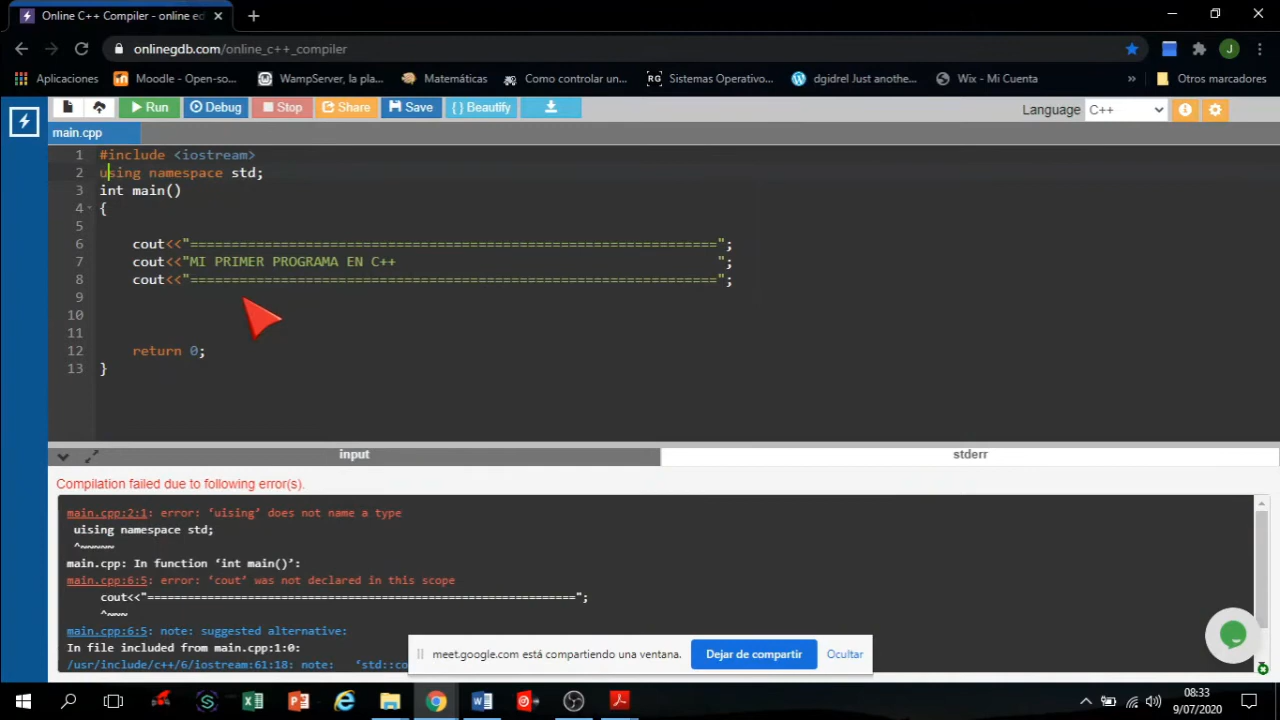 Online C++ Compiler - online ed
onlinegdb.com/online_c++_compiler
J
Aplicaciones
Moodle - Open-so...
WampServer, la pla...
Matemáticas
Como controlar un...
RG
Sistemas Operativo...
dgidrel Just anothe...
Wix - Mi Cuenta
»
Otros marcadores
Run
Debug
Stop
Share
Save
{ } Beautify
Language C++
main.cpp
1 #include <iostream>
2 using namespace std;
3 int main()
4 {
5
6 cout<<"================================================================";
7 cout<<"MI PRIMER PROGRAMA EN C++                                       ";
8 cout<<"================================================================";
9
10
11
12 return 0;
13 }
input
stderr
Compilation failed due to following error(s).
main.cpp:2:1: error: ‘uising’ does not name a type
uising namespace std;
^~~~~~
main.cpp: In function ‘int main()’:
main.cpp:6:5: error: ‘cout’ was not declared in this scope
cout<<"================================================================";
^~~~
main.cpp:6:5: note: suggested alternative:
In file included from main.cpp:1:0:
/usr/include/c++/6/iostream:61:18: note: ‘std::co
meet.google.com está compartiendo una ventana.
Dejar de compartir
Ocultar
08:33
9/07/2020